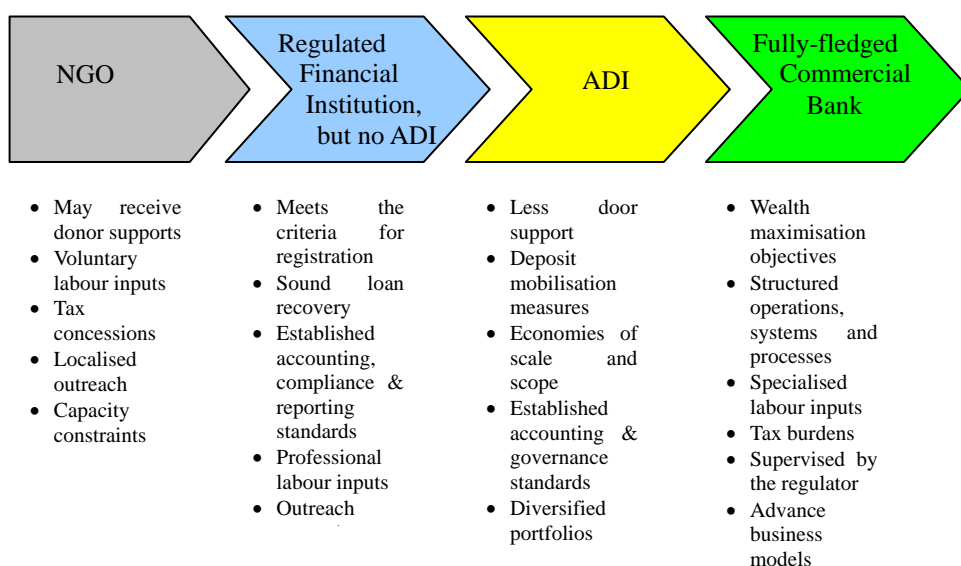 NGO
Regulated
Financial
Institution,
but no ADI
ADI
Fully-fledged
Commercial
Bank
• May receive
donor supports
• Voluntary
labour inputs
• Tax
concessions
• Localised
outreach
• Capacity
constraints
• Meets the
criteria for
registration
• Sound loan
recovery
• Established
accounting,
compliance &
reporting
standards
• Professional
labour inputs
• Outreach
• Less door
support
• Deposit
mobilisation
measures
• Economies of
scale and
scope
• Established
accounting &
governance
standards
• Diversified
portfolios
• Wealth
maximisation
objectives
• Structured
operations,
systems and
processes
• Specialised
labour inputs
• Tax burdens
• Supervised by
the regulator
• Advance
business
models